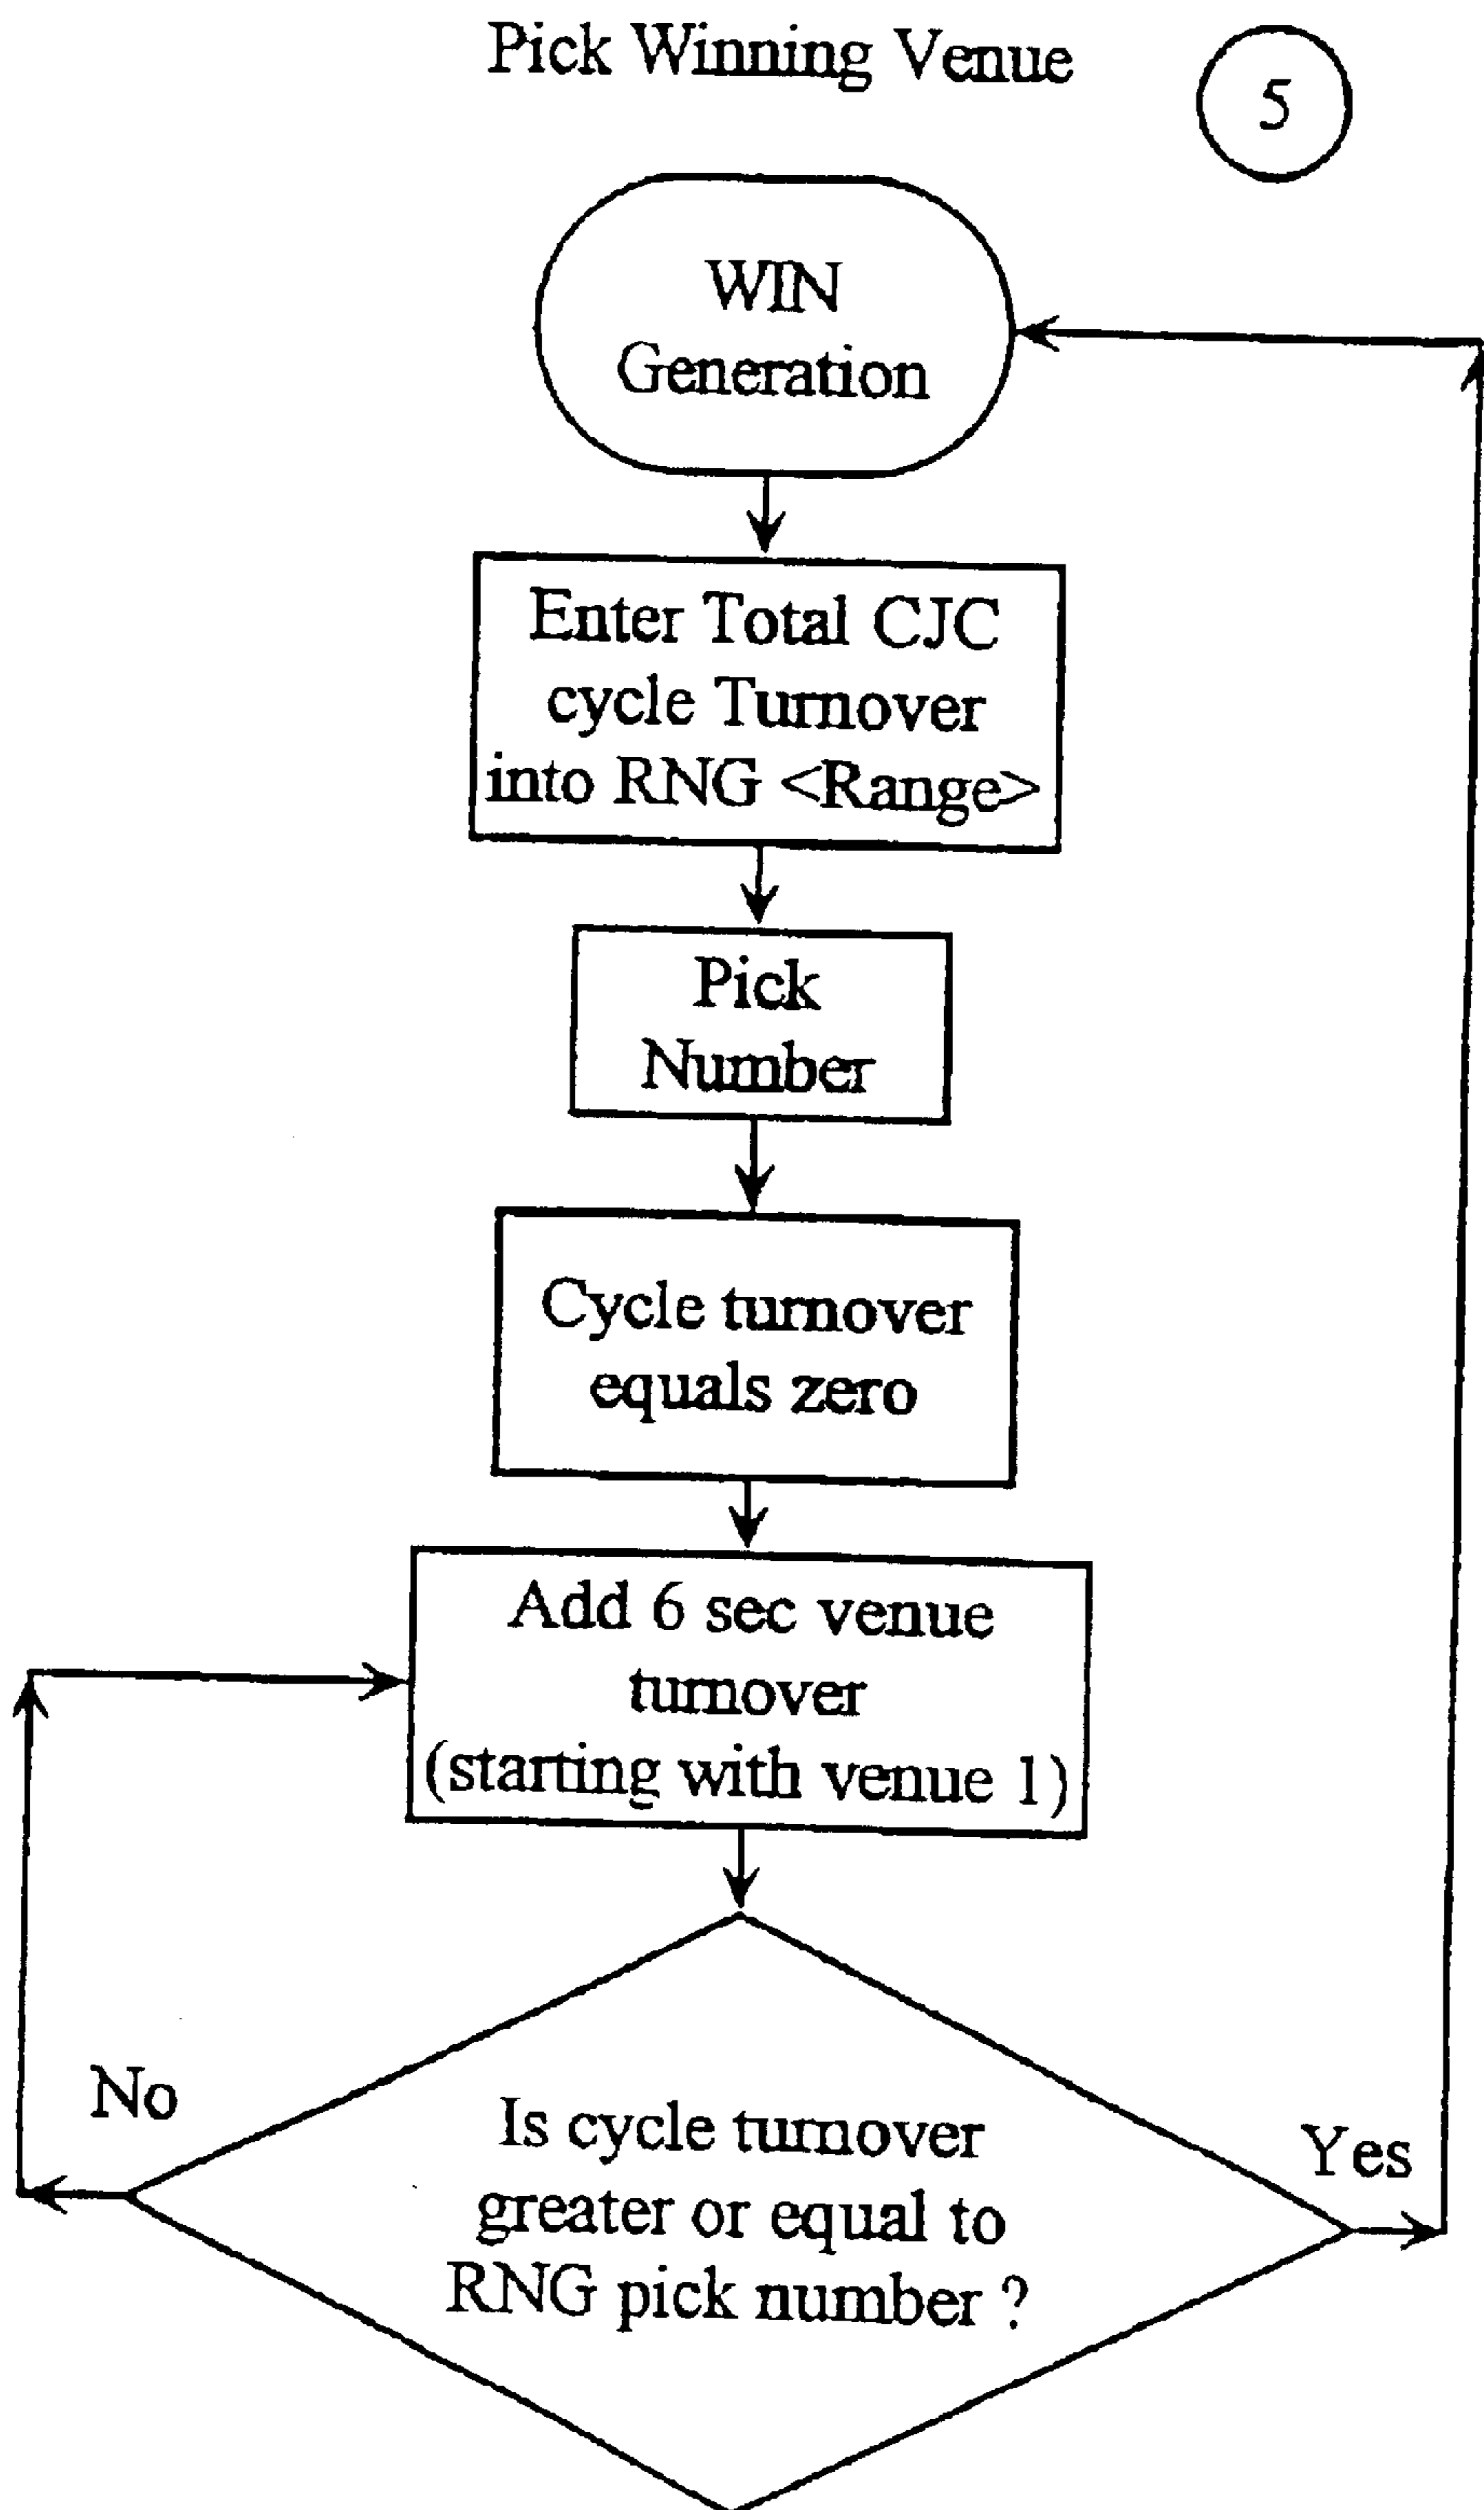 Pick Winning Venue
5
WIN
Generation
Enter Total CJC
cycle Turnover
into RNG <Range>
Pick
Number
Cycle turnover
equals zero
Add 6 sec venue
turnover
(starting with venue 1)
No
Yes
Is cycle turnover
greater or equal to
RNG pick number ?